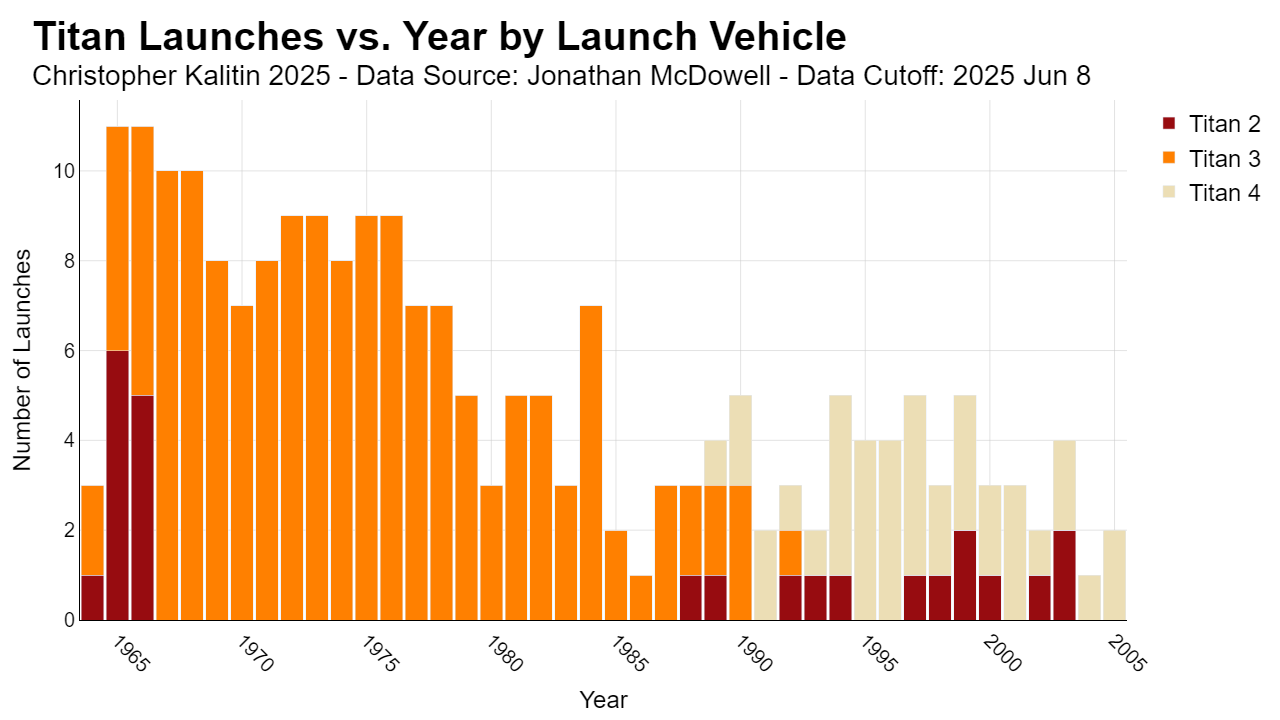 Titan Launches vs. Year by Launch Vehicle
Christopher Kalitin 2025 - Data Source: Jonathan McDowell - Data Cutoff: 2025 Jun 8
Titan 2
Titan 3
Titan 4
Number of Launches
10
8
6
4
2
0
1965
1970
1975
1980
1985
1990
1995
2000
2005
Year